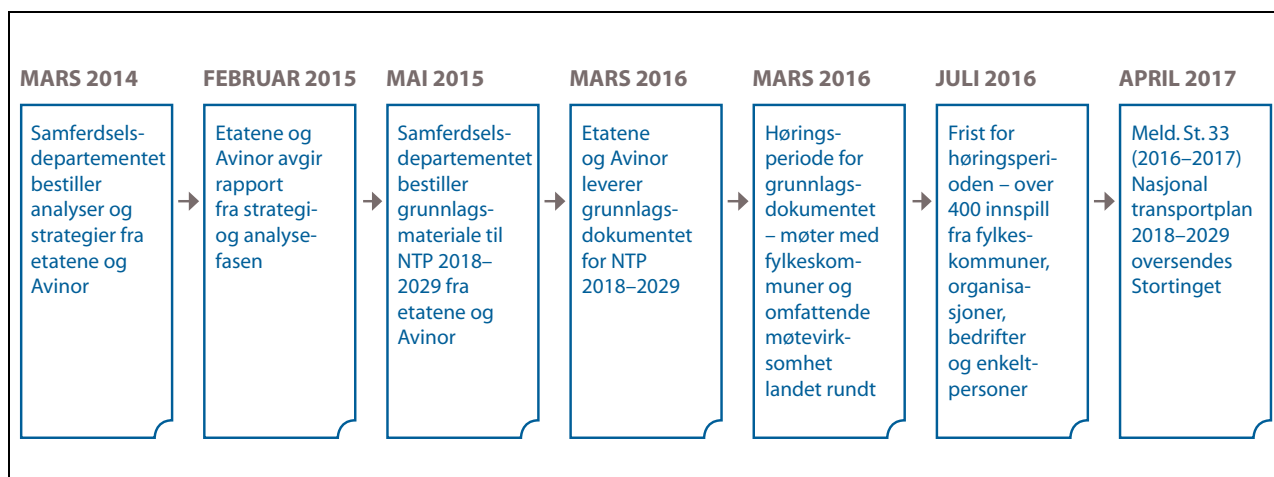 MARS 2014
Samferdsels-
departementet
bestiller
analyser og
strategier fra
etatene og
Avinor
FEBRUAR 2015
Etatene og
Avinor avgir
rapport
fra strategi-
og analyse-
fasen
MAI 2015
Samferdsels-
departementet
bestiller
grunnlags-
materiale til
NTP 2018–
2029 fra
etatene og
Avinor
MARS 2016
Etatene
og Avinor
leverer
grunnlags-
dokumentet
for NTP
2018–2029
MARS 2016
Hørings-
periode for
grunnlags-
dokumentet
– møter med
fylkeskom-
muner og
omfattende
møtevirk-
somhet
landet rundt
JULI 2016
Frist for
høringsperi-
oden – over
400 innspill
fra fylkes-
kommuner,
organisa-
sjoner,
bedrifter
og enkelt-
personer
APRIL 2017
Meld. St. 33
(2016–2017)
Nasjonal
transportplan
2018–2029
oversendes
Stortinget